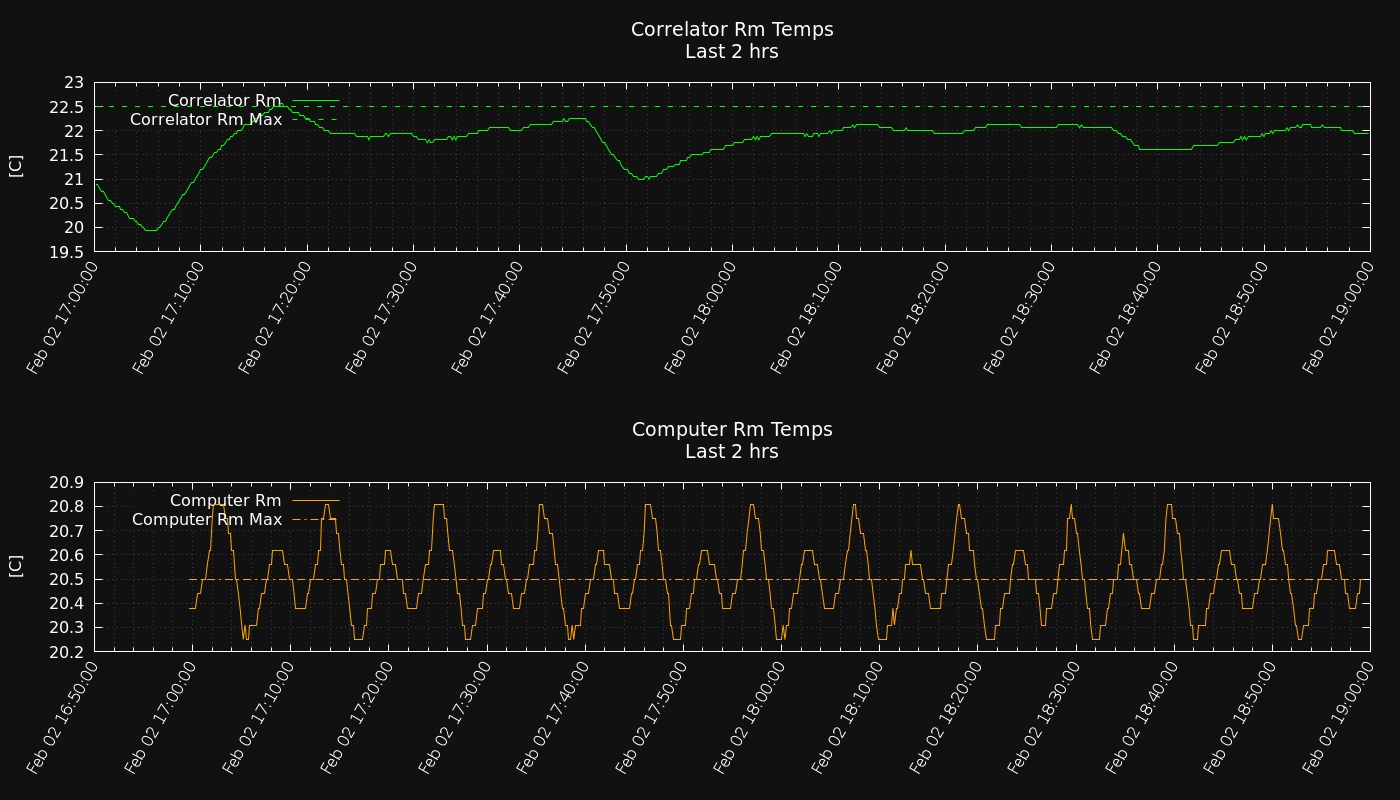 Correlator Rm Temps
Last 2 hrs
23
22.5
22
21.5
21
20.5
20
19.5
[C]
Correlator Rm
Correlator Rm Max
Feb 02 17:00:00
Feb 02 17:10:00
Feb 02 17:20:00
Feb 02 17:30:00
Feb 02 17:40:00
Feb 02 17:50:00
Feb 02 18:00:00
Feb 02 18:10:00
Feb 02 18:20:00
Feb 02 18:30:00
Feb 02 18:40:00
Feb 02 18:50:00
Feb 02 19:00:00
Computer Rm Temps
Last 2 hrs
20.9
20.8
20.7
20.6
20.5
20.4
20.3
20.2
[C]
Computer Rm
Computer Rm Max
Feb 02 16:50:00
Feb 02 17:00:00
Feb 02 17:10:00
Feb 02 17:20:00
Feb 02 17:30:00
Feb 02 17:40:00
Feb 02 17:50:00
Feb 02 18:00:00
Feb 02 18:10:00
Feb 02 18:20:00
Feb 02 18:30:00
Feb 02 18:40:00
Feb 02 18:50:00
Feb 02 19:00:00